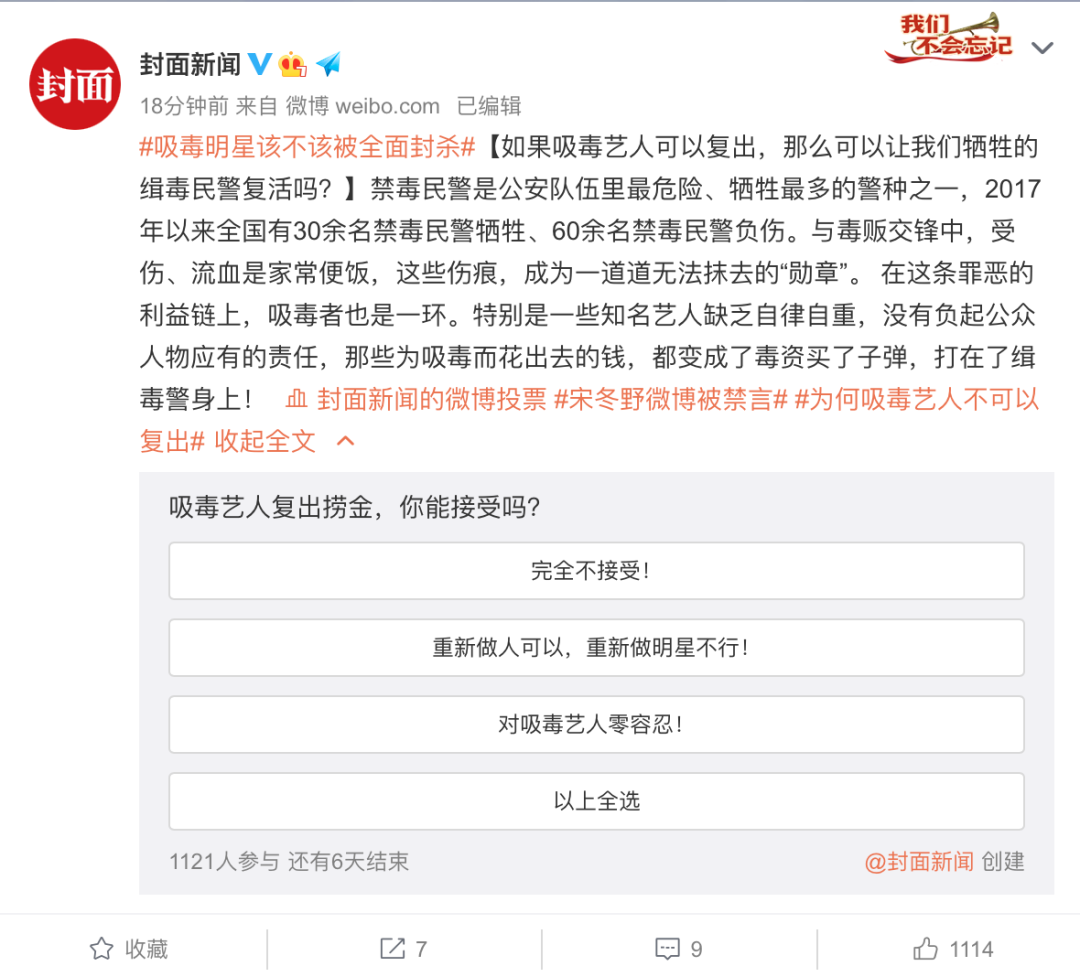 我们
不会忘记
封面
封面新闻
18分钟前 来自 微博 weibo.com 已编辑
#吸毒明星该不该被全面封杀#【如果吸毒艺人可以复出，那么可以让我们牺牲的
缉毒民警复活吗？】禁毒民警是公安队伍里最危险、牺牲最多的警种之一，2017
年以来全国有30余名禁毒民警牺牲、60余名禁毒民警负伤。与毒贩交锋中，受
伤、流血是家常便饭，这些伤痕，成为一道道无法抹去的“勋章”。 在这条罪恶的
利益链上，吸毒者也是一环。特别是一些知名艺人缺乏自律自重，没有负起公众
人物应有的责任，那些为吸毒而花出去的钱，都变成了毒资买了子弹，打在了缉
毒警身上！ 封面新闻的微博投票 #宋冬野微博被禁言# #为何吸毒艺人不可以
复出# 收起全文
吸毒艺人复出捞金，你能接受吗？
完全不接受！
重新做人可以，重新做明星不行！
对吸毒艺人零容忍！
以上全选
1121人参与 还有6天结束 @封面新闻 创建
收藏 7 9 1114